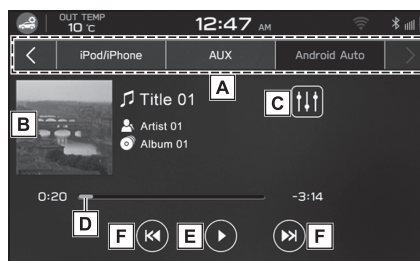 OUT TEMP
10 °C
12:47 AM
iPod/iPhone
AUX
Android Auto
A
Title 01
C
B
Artist 01
Album 01
0:20
-3:14
D
F
E
F